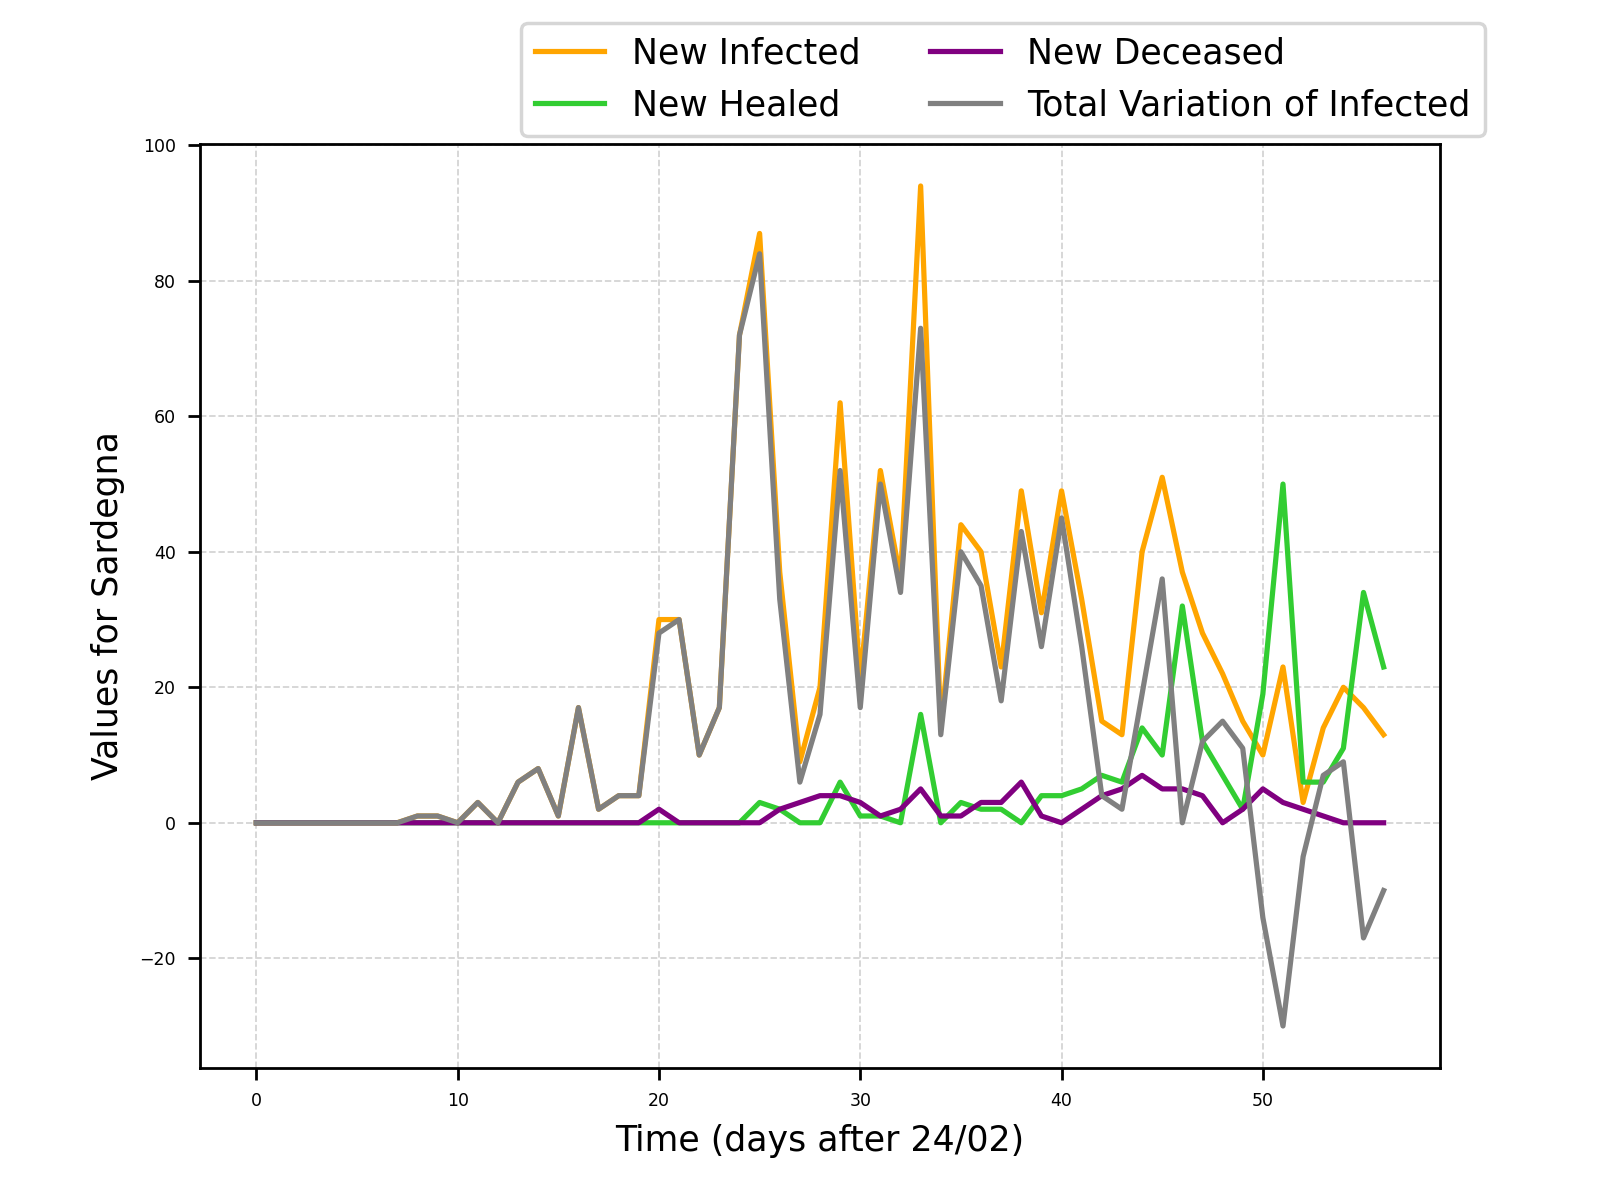 New Infected
New Healed
New Deceased
Total Variation of Infected
100
80
60
40
20
0
−20
Values for Sardegna
0 10 20 30 40 50
Time (days after 24/02)